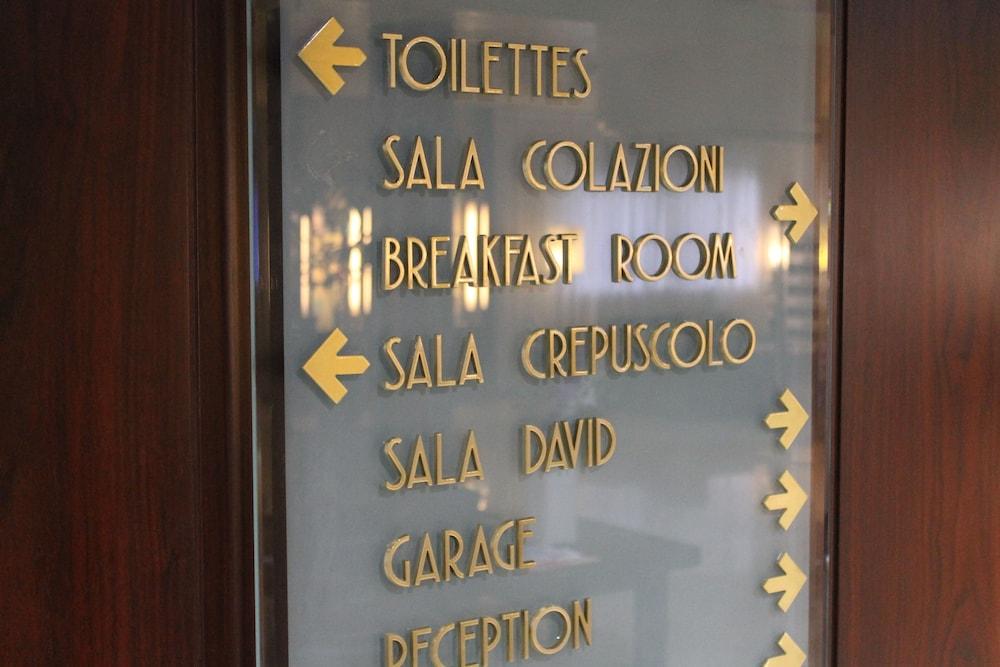 TOILETTES
SALA COLAZIONI
BREAKFAST ROOM
SALA CREPUSCOLO
SALA DAVID
GARAGE
RECEPTION